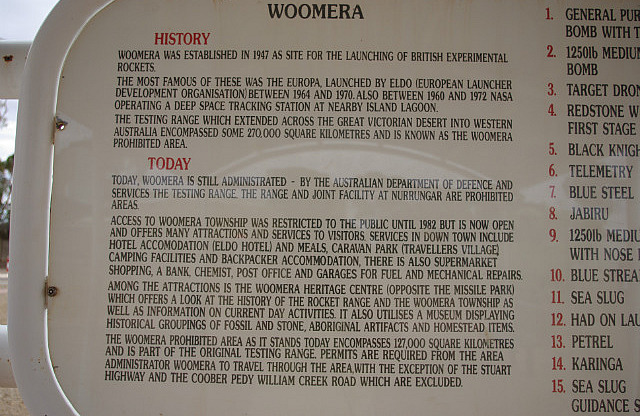 WOOMERA
HISTORY
WOOMERA WAS ESTABLISHED IN 1947 AS SITE FOR THE LAUNCHING OF BRITISH EXPERIMENTAL
ROCKETS.
THE MOST FAMOUS OF THESE WAS THE EUROPA, LAUNCHED BY ELDO (EUROPEAN LAUNCHER
DEVELOPMENT ORGANISATION) BETWEEN 1964 AND 1970. ALSO BETWEEN 1960 AND 1972 NASA
OPERATING A DEEP SPACE TRACKING STATION AT NEARBY ISLAND LAGOON.
THE TESTING RANGE WHICH EXTENDED ACROSS THE GREAT VICTORIAN DESERT INTO WESTERN
AUSTRALIA ENCOMPASSED SOME 270,000 SQUARE KILOMETRES AND IS KNOWN AS THE WOOMERA
PROHIBITED AREA.
TODAY
TODAY, WOOMERA IS STILL ADMINISTRATED - BY THE AUSTRALIAN DEPARTMENT OF DEFENCE AND
SERVICES THE TESTING RANGE. THE RANGE AND JOINT FACILITY AT NURRUNGAR ARE PROHIBITED
AREAS.
ACCESS TO WOOMERA TOWNSHIP WAS RESTRICTED TO THE PUBLIC UNTIL 1982 BUT IS NOW OPEN
AND OFFERS MANY ATTRACTIONS AND SERVICES TO VISITORS. SERVICES IN DOWN TOWN INCLUDE
HOTEL ACCOMODATION (ELDO HOTEL) AND MEALS, CARAVAN PARK (TRAVELLERS VILLAGE),
CAMPING FACILITIES AND BACKPACKER ACCOMMODATION, THERE IS ALSO SUPERMARKET
SHOPPING, A BANK, CHEMIST, POST OFFICE AND GARAGES FOR FUEL AND MECHANICAL REPAIRS.
AMONG THE ATTRACTIONS IS THE WOOMERA HERITAGE CENTRE (OPPOSITE THE MISSILE PARK)
WHICH OFFERS A LOOK AT THE HISTORY OF THE ROCKET RANGE AND THE WOOMERA TOWNSHIP AS
WELL AS INFORMATION ON CURRENT DAY ACTIVITIES. IT ALSO UTILISES A MUSEUM DISPLAYING
HISTORICAL GROUPINGS OF FOSSIL AND STONE, ABORIGINAL ARTIFACTS AND HOMESTEAD ITEMS.
THE WOOMERA PROHIBITED AREA AS IT STANDS TODAY ENCOMPASSES 127,000 SQUARE KILOMETRES
AND IS PART OF THE ORIGINAL TESTING RANGE. PERMITS ARE REQUIRED FROM THE AREA
ADMINISTRATOR WOOMERA TO TRAVEL THROUGH THE AREA,WITH THE EXCEPTION OF THE STUART
HIGHWAY AND THE COOBER PEDY WILLIAM CREEK ROAD WHICH ARE EXCLUDED.
1. GENERAL PUR
BOMB WITH T
2. 1250lb MEDIUM
BOMB
3. TARGET DRON
4. REDSTONE W
FIRST STAGE
5. BLACK KNIGH
6. TELEMETRY
7. BLUE STEEL
8. JABIRU
9. 1250lb MEDIU
WITH NOSE
10. BLUE STREA
11. SEA SLUG
12. HAD ON LAU
13. PETREL
14. KARINGA
15. SEA SLUG
GUIDANCE S